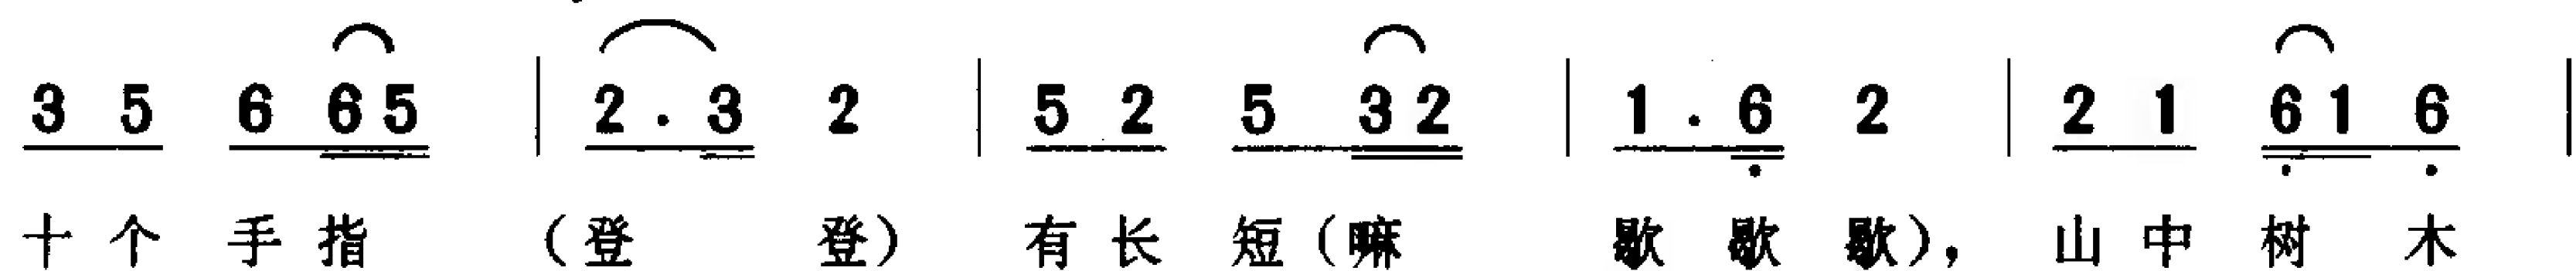 3 5 6 65 | 2·3 2 | 5 2 5 32 | 1·6 2 | 2 1 61 6 |
十个手指（登 登）有长短（嘛 歇歇歇），山中树木